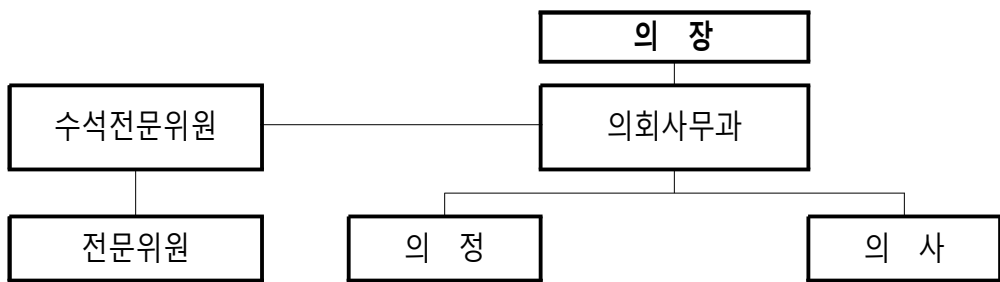 의 장
수석전문위원
의회사무과
전문위원
의 정
의 사